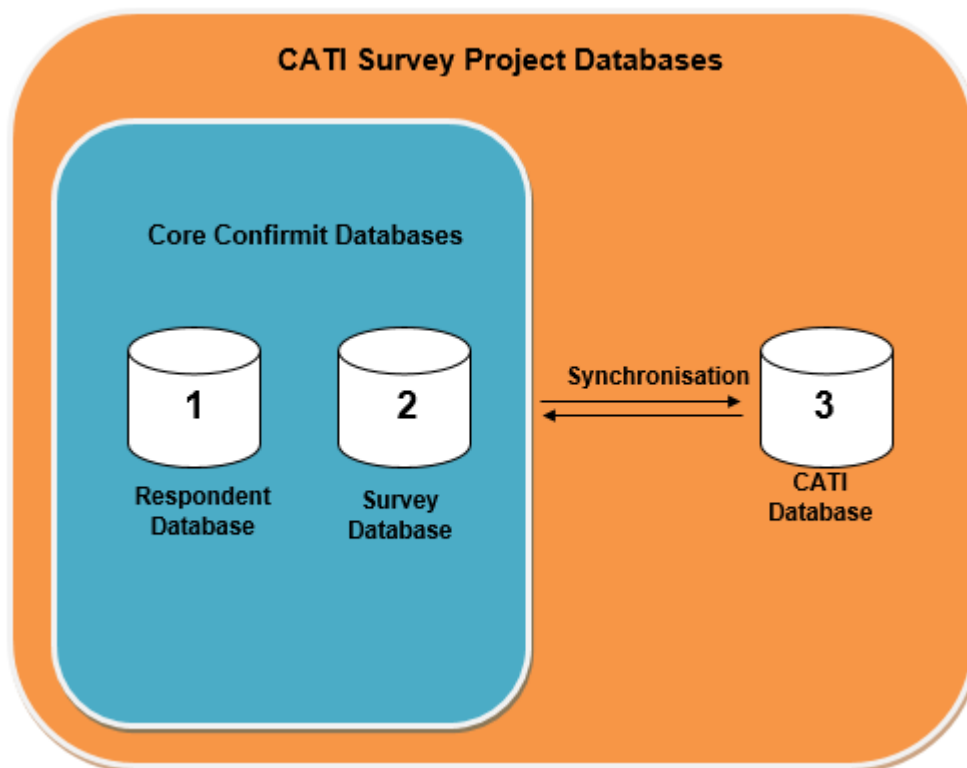 CATI Survey Project Databases
Core Confirmit Databases
1
2
Synchronisation
3
Respondent
Database
Survey
Database
CATI
Database